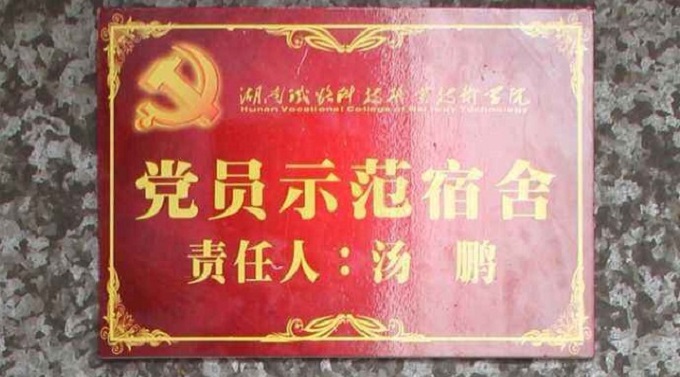 湖南铁路科技职业技术学院
Hunan Vocational College of Railway Technology
党员示范宿舍
责任人：汤 鹏